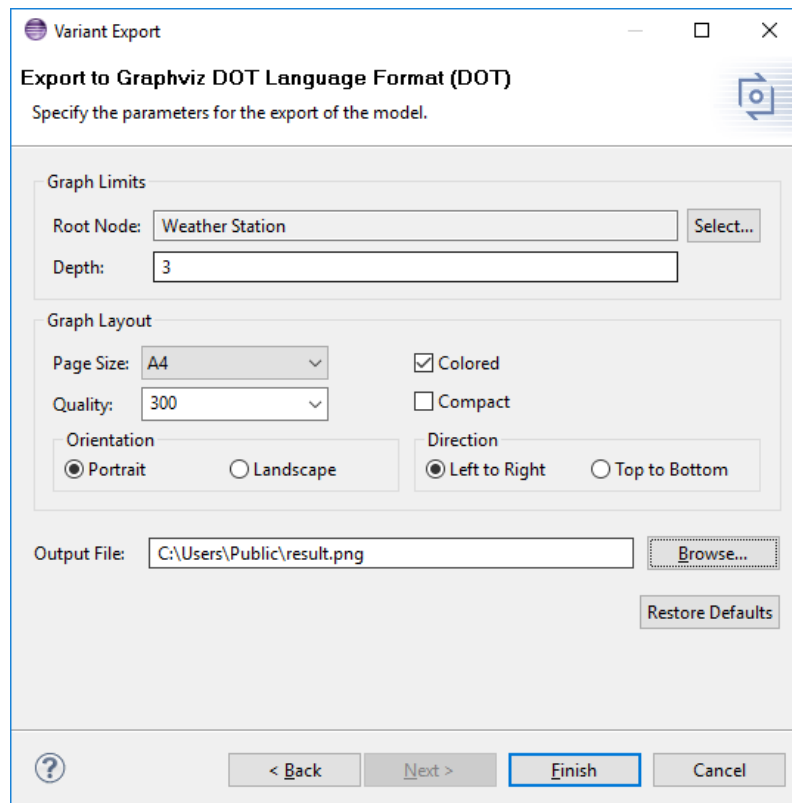 Variant Export
Export to Graphviz DOT Language Format (DOT)
Specify the parameters for the export of the model.
Graph Limits
Root Node: Weather Station Select...
Depth: 3
Graph Layout
Page Size: A4 Colored
Quality: 300 Compact
Orientation Direction
Portrait Landscape Left to Right Top to Bottom
Output File: C:\Users\Public\result.png Browse...
Restore Defaults
? < Back Next > Finish Cancel